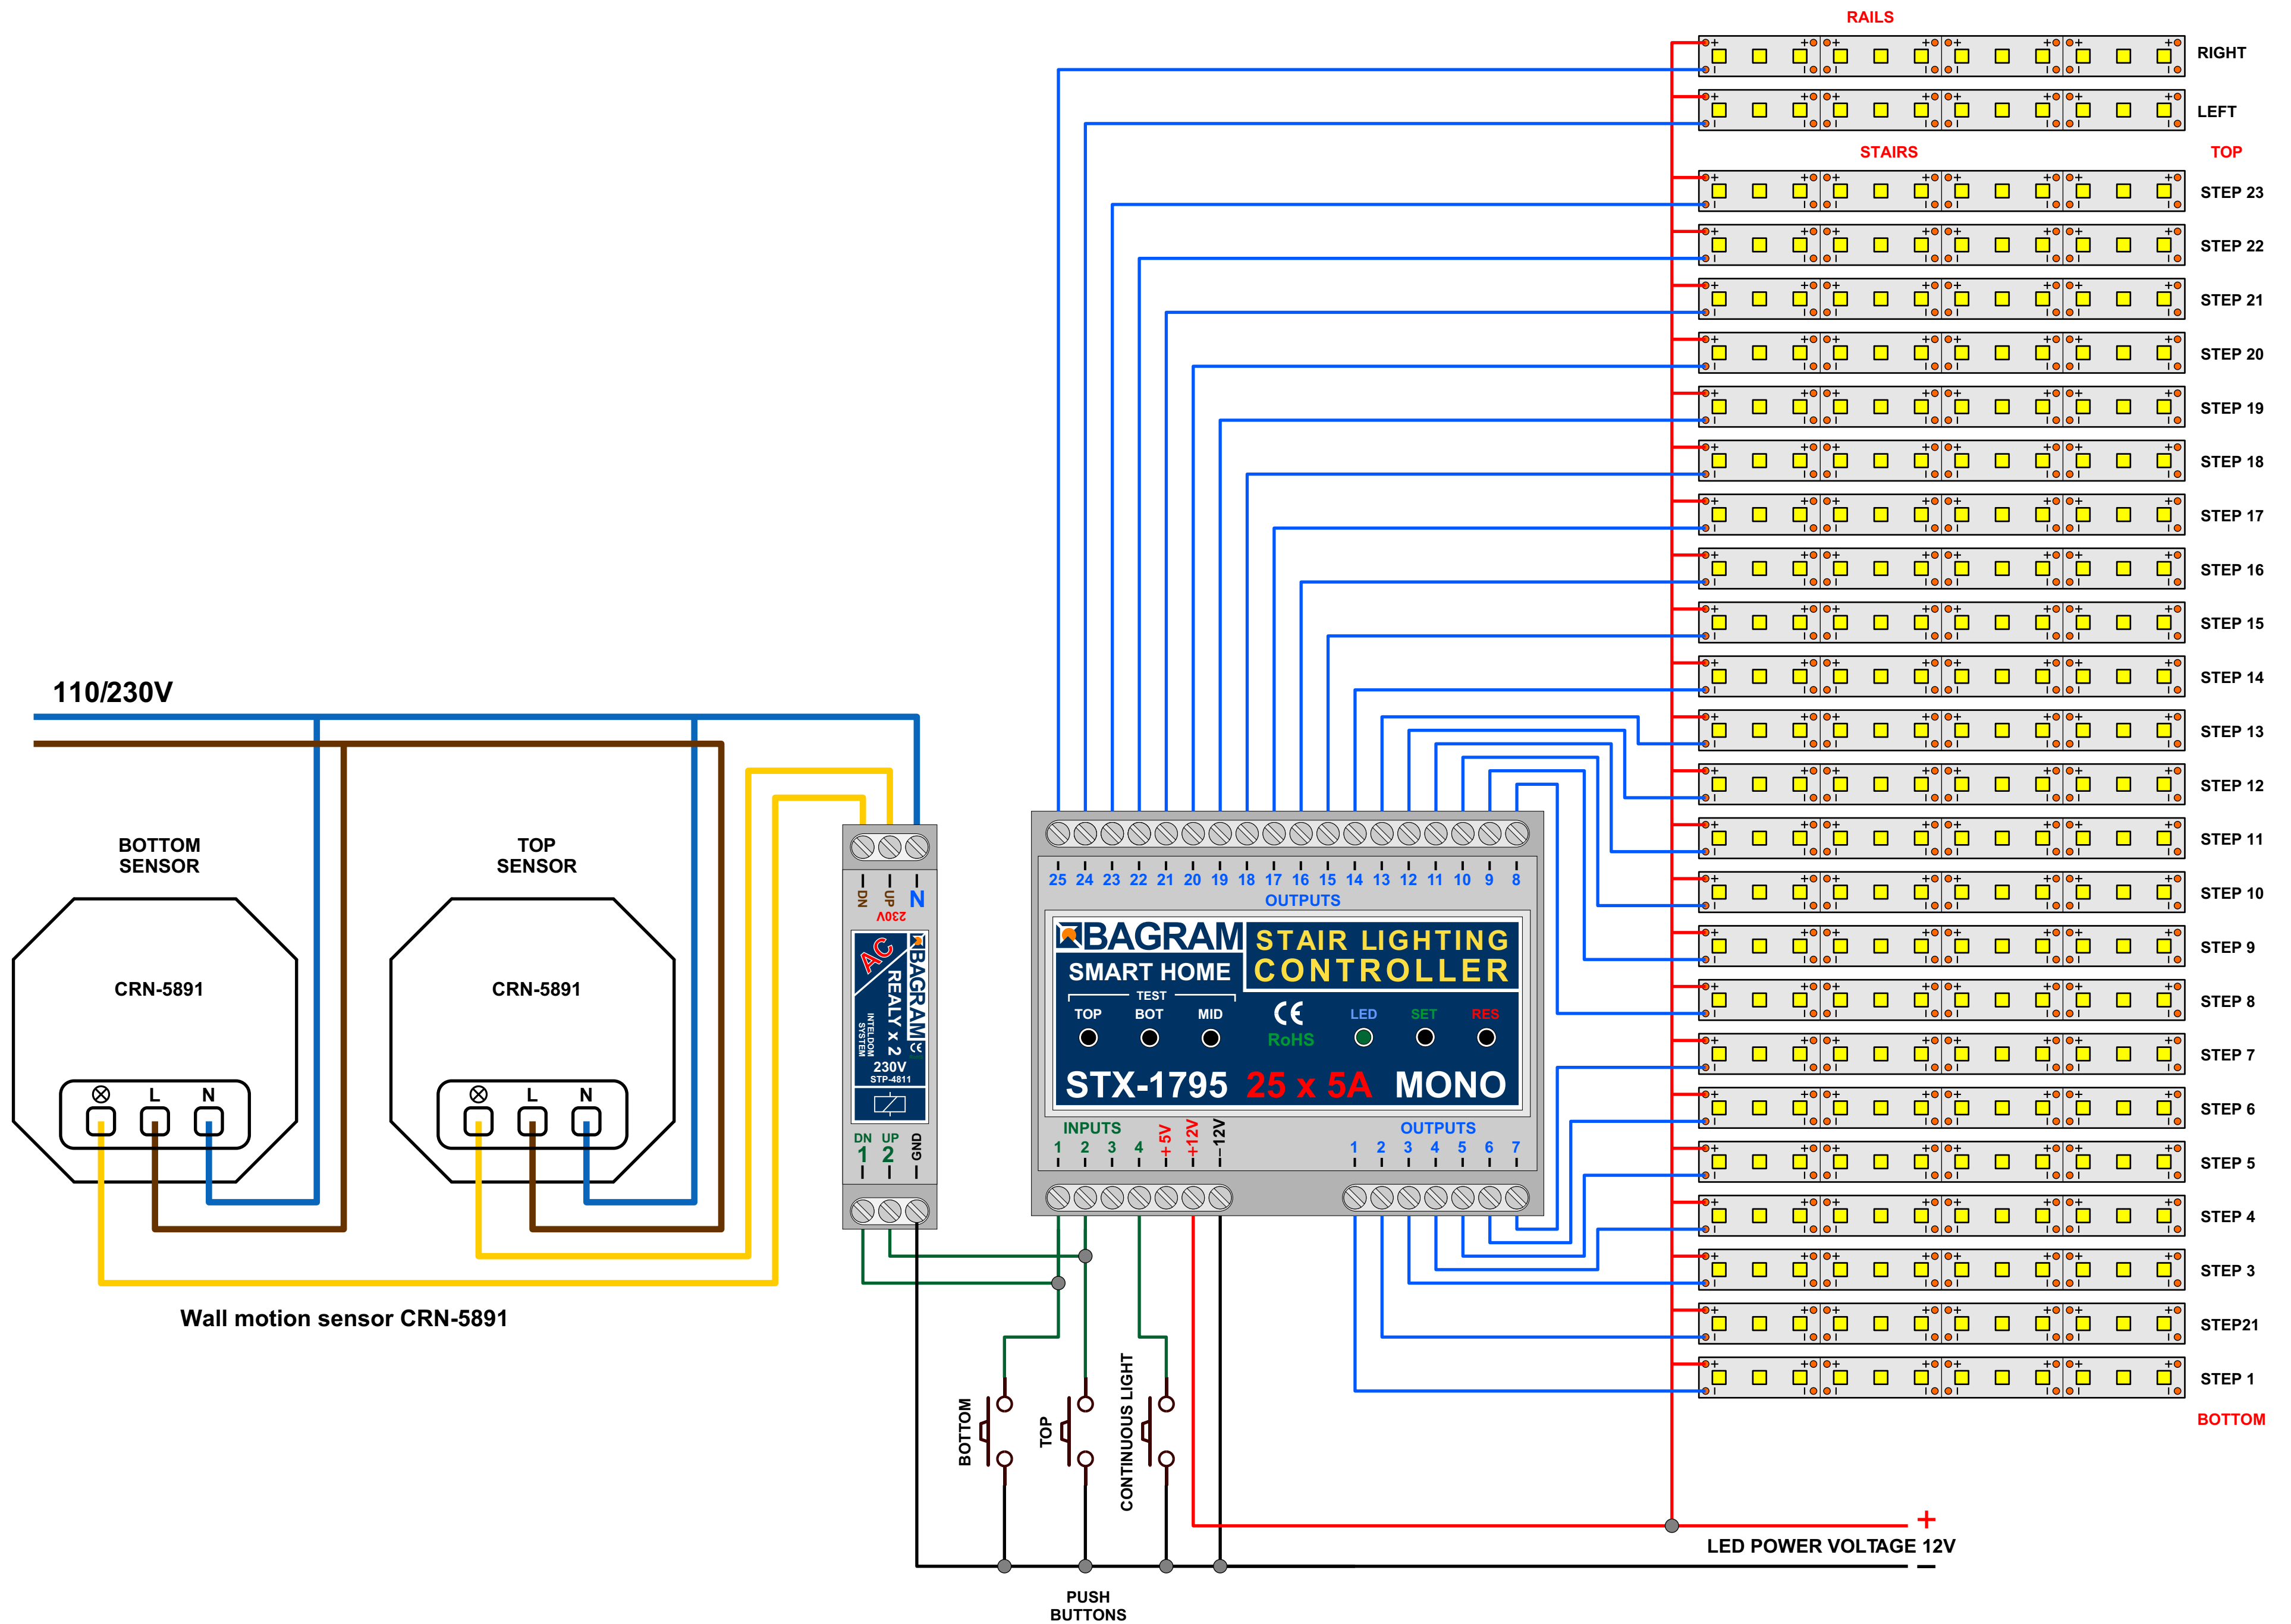 RAILS
RIGHT
LEFT
STAIRS
TOP
STEP 23
STEP 22
STEP 21
STEP 20
STEP 19
STEP 18
STEP 17
STEP 16
STEP 15
STEP 14
STEP 13
STEP 12
STEP 11
STEP 10
STEP 9
STEP 8
STEP 7
STEP 6
STEP 5
STEP 4
STEP 3
STEP21
STEP 1
BOTTOM
110/230V
BOTTOM
SENSOR
CRN-5891
L N
TOP
SENSOR
CRN-5891
L N
Wall motion sensor CRN-5891
DN UP N
230V
AC
BAGRAM
CE
REALY x 2
INTELDOM
SYSTEM
230V
STP-4811
DN UP GND
1 2
25 24 23 22 21 20 19 18 17 16 15 14 13 12 11 10 9 8
OUTPUTS
BAGRAM
SMART HOME
STAIR LIGHTING
CONTROLLER
TEST
TOP BOT MID
CE
RoHS
LED SET RES
STX-1795 25 x 5A MONO
INPUTS
1 2 3 4 +5V +12V –12V
OUTPUTS
1 2 3 4 5 6 7
BOTTOM
TOP
CONTINUOUS LIGHT
PUSH
BUTTONS
+
LED POWER VOLTAGE 12V
–